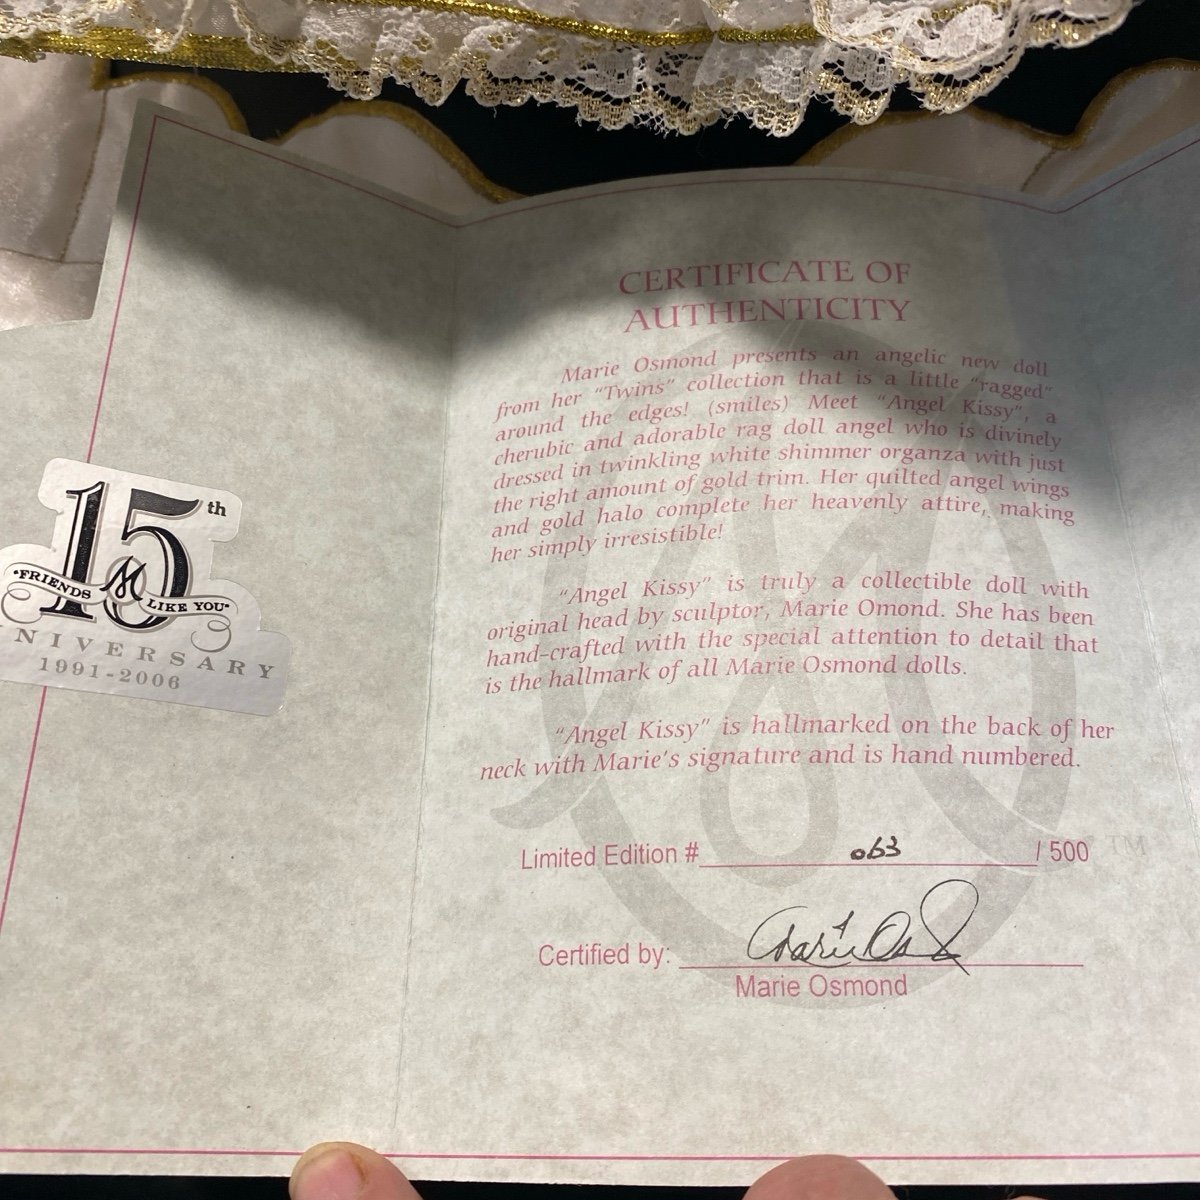 CERTIFICATE OF
AUTHENTICITY
Marie Osmond presents an angelic new doll
from her "Twins" collection that is a little "ragged"
around the edges! (smiles) Meet "Angel Kissy", a
cherubic and adorable rag doll angel who is divinely
dressed in twinkling white shimmer organza with just
the right amount of gold trim. Her quilted angel wings
and gold halo complete her heavenly attire, making
her simply irresistible!
"Angel Kissy" is truly a collectible doll with
original head by sculptor, Marie Omond. She has been
hand-crafted with the special attention to detail that
is the hallmark of all Marie Osmond dolls.
"Angel Kissy" is hallmarked on the back of her
neck with Marie's signature and is hand numbered.
Limited Edition # 063 / 500
Certified by: Marie Osmond
Marie Osmond
15th
"FRIENDS LIKE YOU"
NIVERSARY
1991-2006